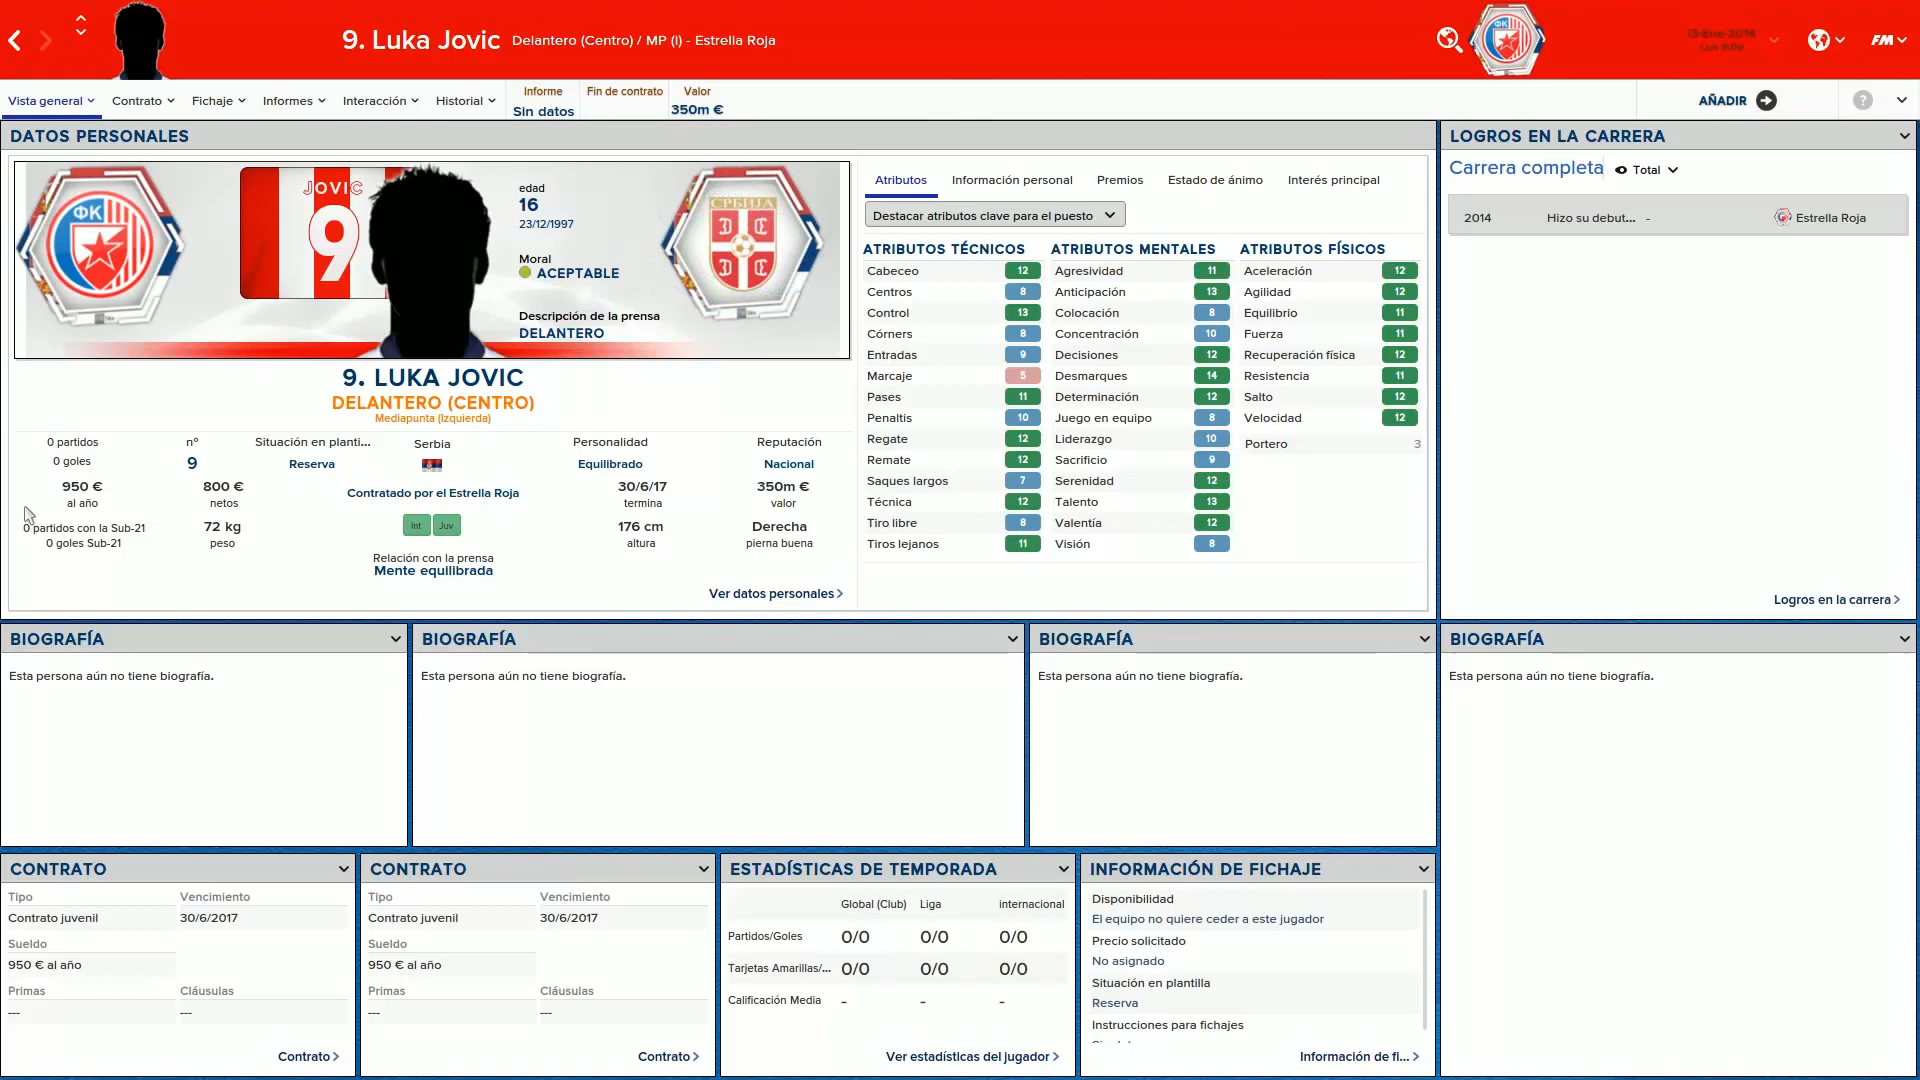 9. Luka Jovic
Delantero (Centro) / MP (I) - Estrella Roja
13-Ene-2014
FM
Vista general
Contrato
Fichaje
Informes
Interacción
Historial
Informe
Sin datos
Fin de contrato
Valor
350m €
AÑADIR
?
DATOS PERSONALES
ФК
JOVIC
9
edad
16
23/12/1997
Moral
ACEPTABLE
Descripción de la prensa
DELANTERO
СРБИЈА
9. LUKA JOVIC
DELANTERO (CENTRO)
Mediapunta (Izquierda)
0 partidos
0 goles
nº
9
Situación en planti...
Reserva
Serbia
Personalidad
Equilibrado
Reputación
Nacional
950 €
al año
800 €
netos
Contratado por el Estrella Roja
30/6/17
termina
350m €
valor
0 partidos con la Sub-21
0 goles Sub-21
72 kg
peso
Int Juv
176 cm
altura
Derecha
pierna buena
Relación con la prensa
Mente equilibrada
Ver datos personales
Atributos
Información personal
Premios
Estado de ánimo
Interés principal
Destacar atributos clave para el puesto
ATRIBUTOS TÉCNICOS
Cabeceo 12
Centros 8
Control 13
Córners 8
Entradas 9
Marcaje 5
Pases 11
Penaltis 10
Regate 12
Remate 12
Saques largos 7
Técnica 12
Tiro libre 8
Tiros lejanos 11
ATRIBUTOS MENTALES
Agresividad 11
Anticipación 13
Colocación 8
Concentración 10
Decisiones 12
Desmarques 14
Determinación 12
Juego en equipo 8
Liderazgo 10
Sacrificio 9
Serenidad 12
Talento 13
Valentía 12
Visión 8
ATRIBUTOS FÍSICOS
Aceleración 12
Agilidad 12
Equilibrio 11
Fuerza 11
Recuperación física 12
Resistencia 11
Salto 12
Velocidad 12
Portero 3
LOGROS EN LA CARRERA
Carrera completa
Total
2014 Hizo su debut... - Estrella Roja
Logros en la carrera
BIOGRAFÍA
Esta persona aún no tiene biografía.
BIOGRAFÍA
Esta persona aún no tiene biografía.
BIOGRAFÍA
Esta persona aún no tiene biografía.
BIOGRAFÍA
Esta persona aún no tiene biografía.
CONTRATO
Tipo Vencimiento
Contrato juvenil 30/6/2017
Sueldo
950 € al año
Primas Cláusulas
--- ---
Contrato
CONTRATO
Tipo Vencimiento
Contrato juvenil 30/6/2017
Sueldo
950 € al año
Primas Cláusulas
--- ---
Contrato
ESTADÍSTICAS DE TEMPORADA
Global (Club) Liga internacional
Partidos/Goles 0/0 0/0 0/0
Tarjetas Amarillas/... 0/0 0/0 0/0
Calificación Media - - -
Ver estadísticas del jugador
INFORMACIÓN DE FICHAJE
Disponibilidad
El equipo no quiere ceder a este jugador
Precio solicitado
No asignado
Situación en plantilla
Reserva
Instrucciones para fichajes
Información de fi...